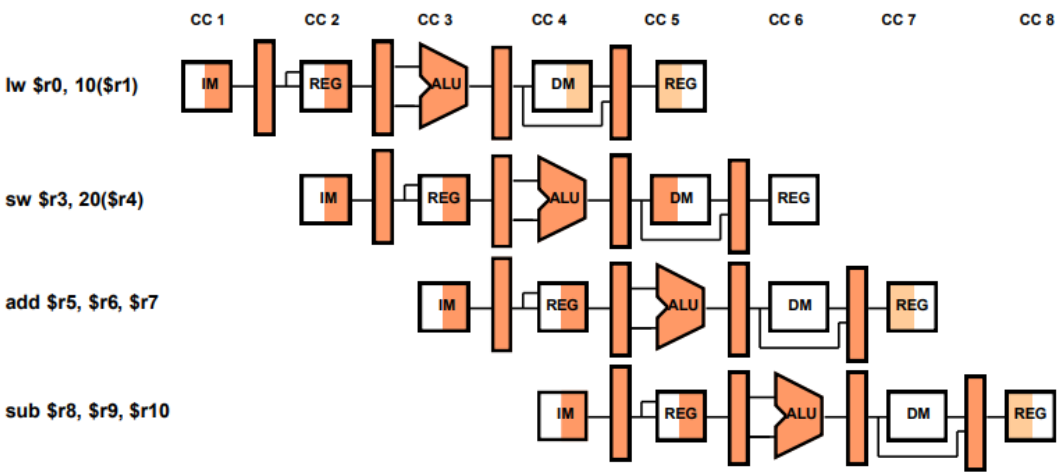 CC 1 CC 2 CC 3 CC 4 CC 5 CC 6 CC 7 CC 8
lw $r0, 10($r1) IM REG ALU DM REG
sw $r3, 20($r4) IM REG ALU DM REG
add $r5, $r6, $r7 IM REG ALU DM REG
sub $r8, $r9, $r10 IM REG ALU DM REG